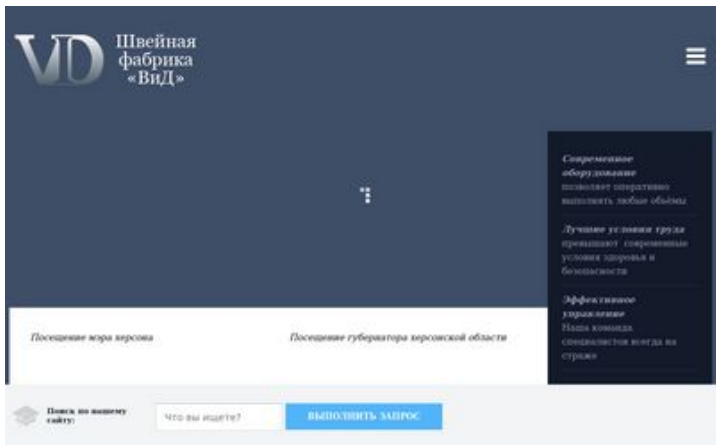 VD
Швейная
фабрика
«ВиД»
Современное
оборудование
позволяет оперативно
выполнять любые объёмы
Лучшие условия труда
превышают современные
условия здоровья и
безопасности
Эффективное
управление
Наша команда
специалистов всегда на
страже
Посещение мэра херсона
Посещение губернатора херсонской области
Поиск по нашему
сайту:
Что вы ищете?
ВЫПОЛНИТЬ ЗАПРОС